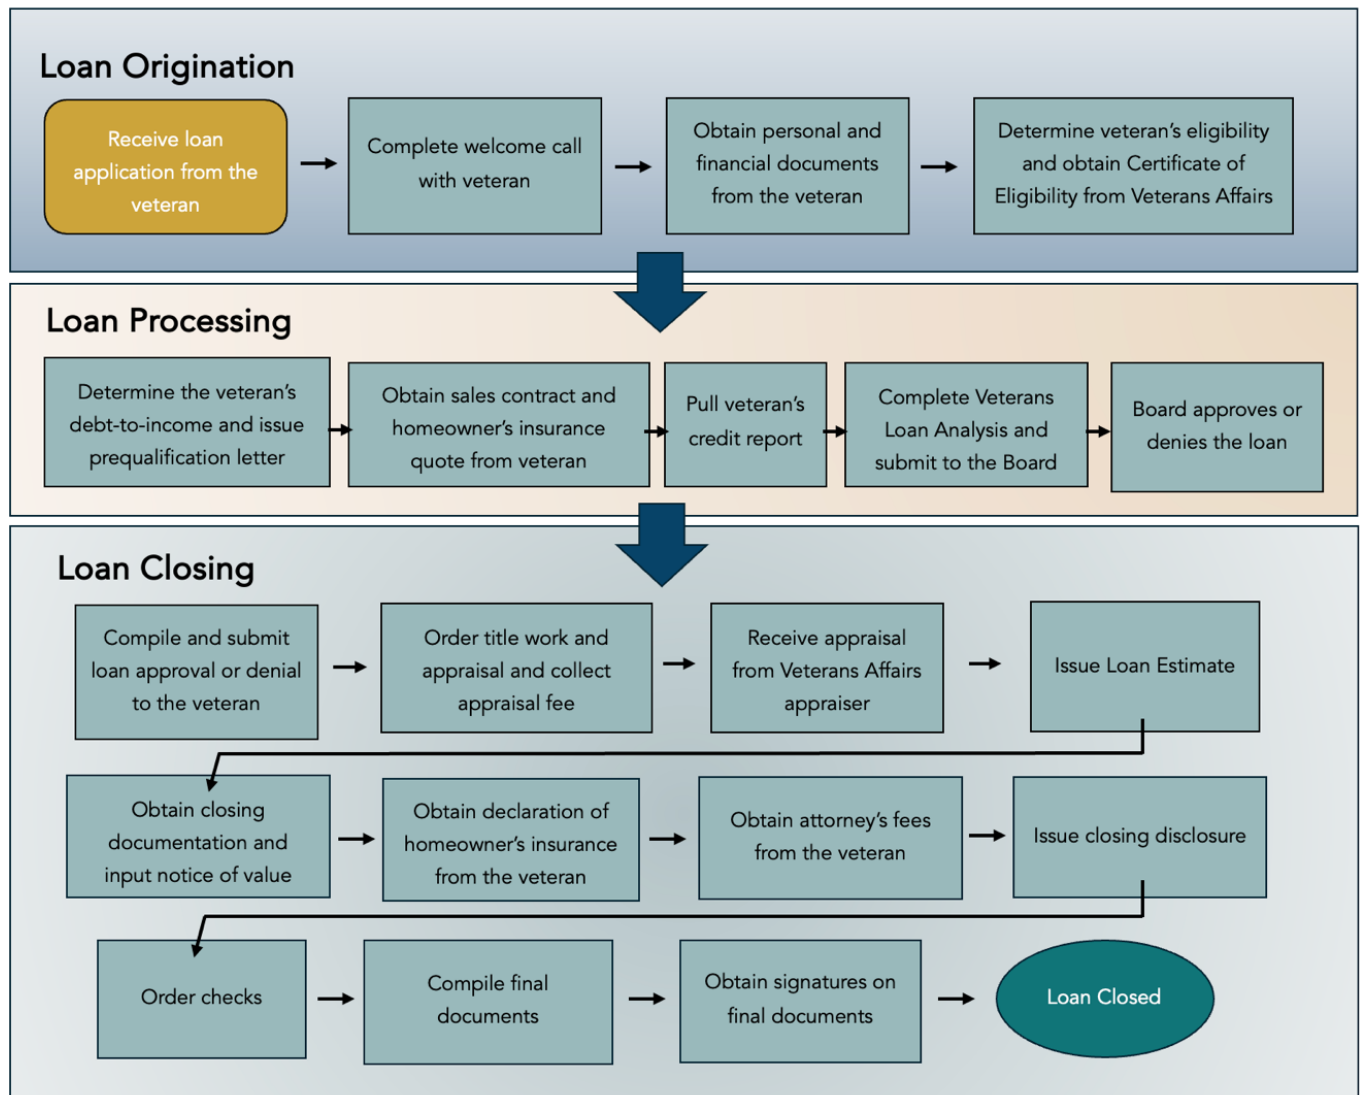 Loan Origination
Receive loan
application from the
veteran
Complete welcome call
with veteran
Obtain personal and
financial documents
from the veteran
Determine veteran's eligibility
and obtain Certificate of
Eligibility from Veterans Affairs
Loan Processing
Determine the veteran's
debt-to-income and issue
prequalification letter
Obtain sales contract and
homeowner's insurance
quote from veteran
Pull veteran's
credit report
Complete Veterans
Loan Analysis and
submit to the Board
Board approves or
denies the loan
Loan Closing
Compile and submit
loan approval or denial
to the veteran
Order title work and
appraisal and collect
appraisal fee
Receive appraisal
from Veterans Affairs
appraiser
Issue Loan Estimate
Obtain closing
documentation and
input notice of value
Obtain declaration of
homeowner's insurance
from the veteran
Obtain attorney's fees
from the veteran
Issue closing disclosure
Order checks
Compile final
documents
Obtain signatures on
final documents
Loan Closed